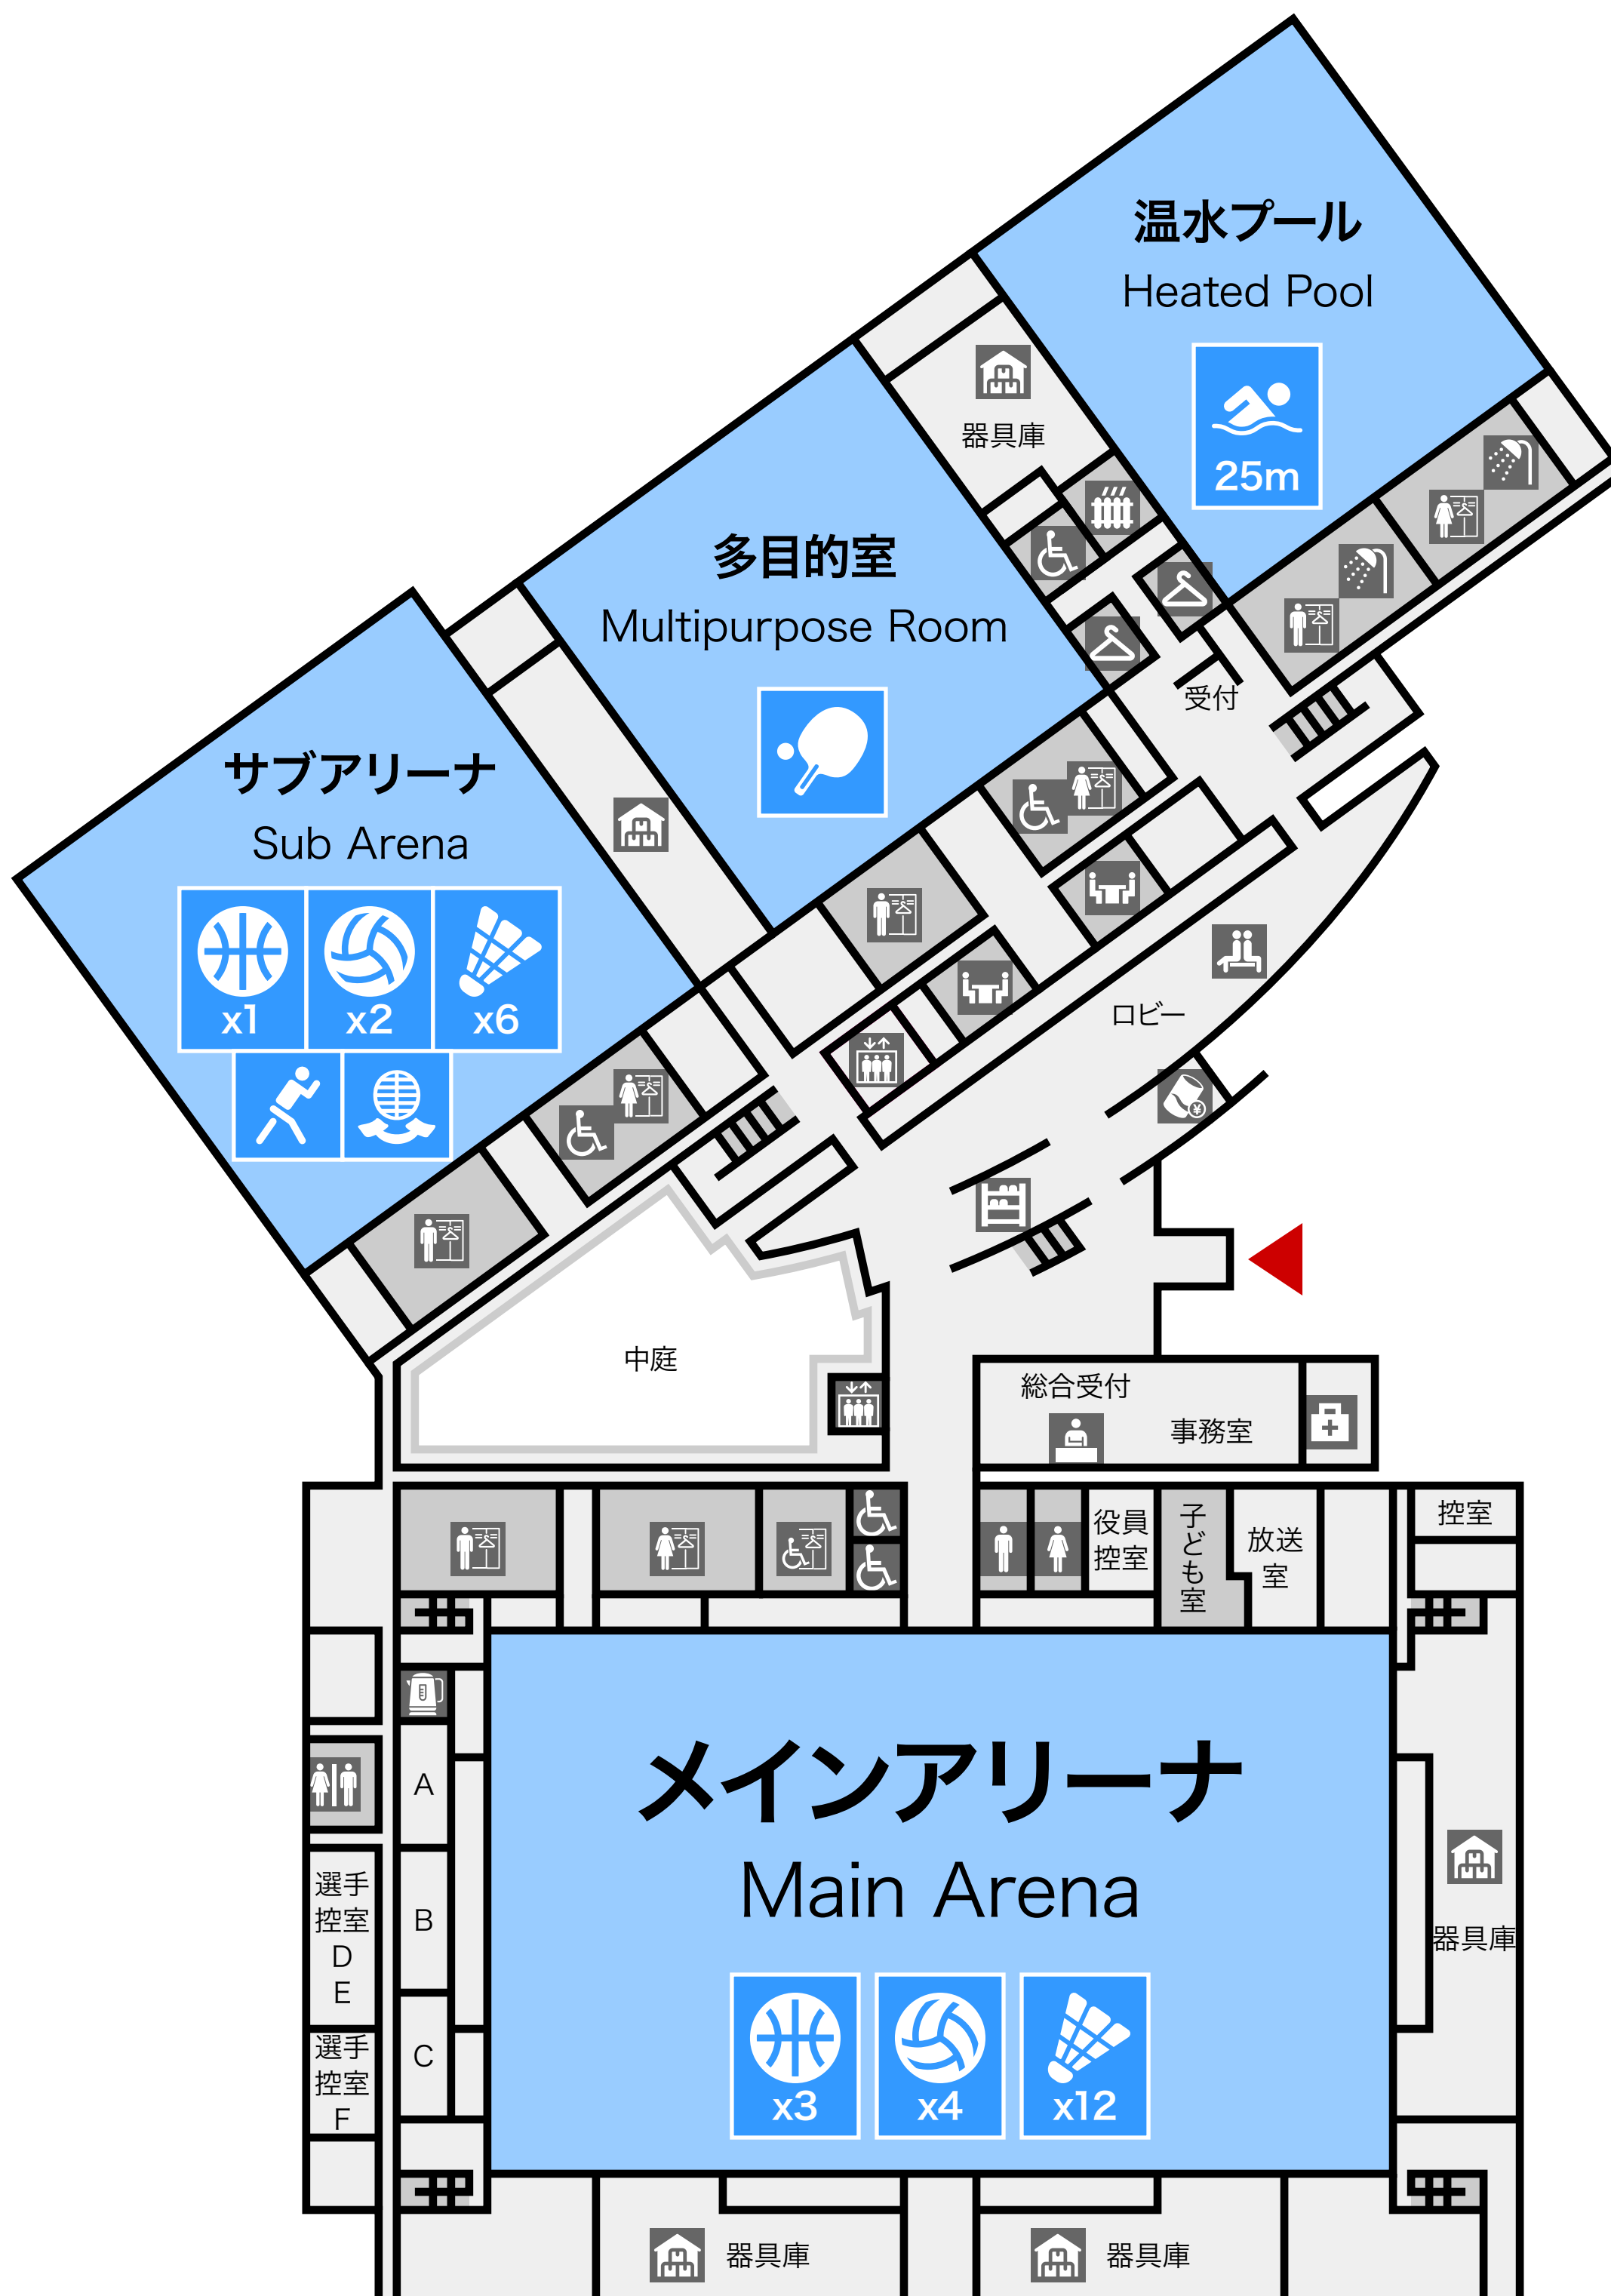 温水プール
Heated Pool
25m
器具庫
多目的室
Multipurpose Room
受付
サブアリーナ
Sub Arena
x1
x2
x6
ロビー
¥
中庭
総合受付
事務室
役員
控室
子ども室
放送
室
控室
A
B
C
選手
控室
D
E
選手
控室
F
メインアリーナ
Main Arena
x3
x4
x12
器具庫
器具庫
器具庫